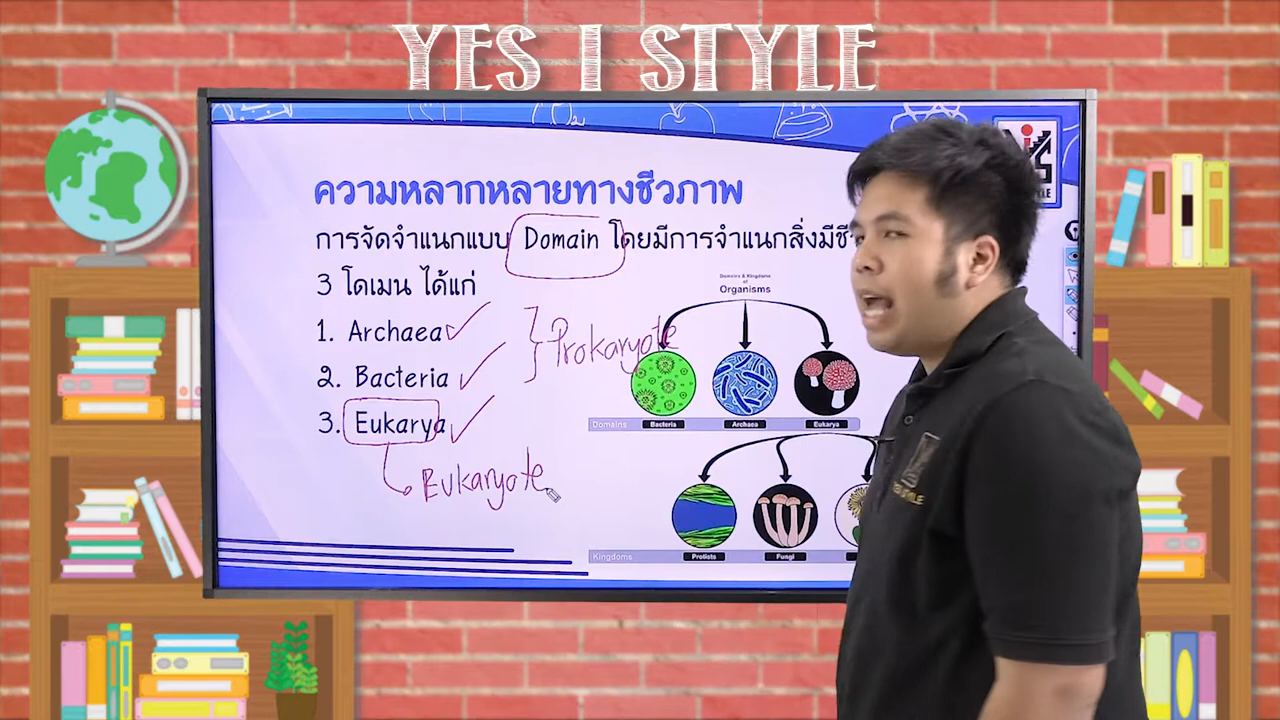 YES I STYLE
ความหลากหลายทางชีวภาพ
การจัดจำแนกแบบ Domain โดยมีการจำแนกสิ่งมีชี
3 โดเมน ได้แก่
1. Archaea
2. Bacteria
3. Eukarya
Prokaryote
Eukaryote
Domains & Kingdoms
of
Organisms
Domains Bacteria Archaea Eukarya
Kingdoms Protists Fungi